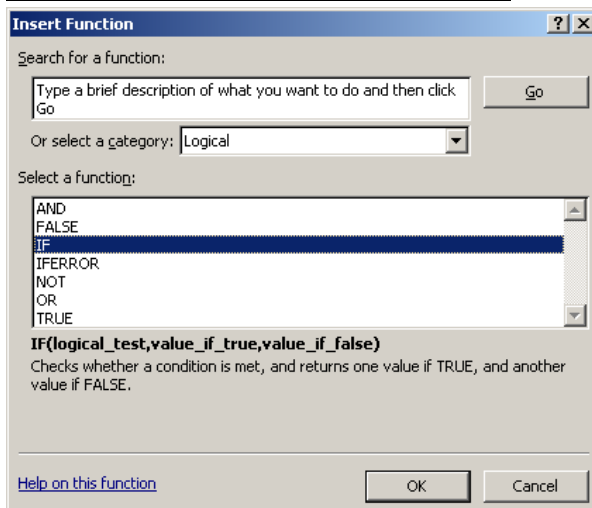 Insert Function
Search for a function:
Type a brief description of what you want to do and then click
Go
Go
Or select a category: Logical
Select a function:
AND
FALSE
IF
IFERROR
NOT
OR
TRUE
IF(logical_test,value_if_true,value_if_false)
Checks whether a condition is met, and returns one value if TRUE, and another
value if FALSE.
Help on this function
OK
Cancel